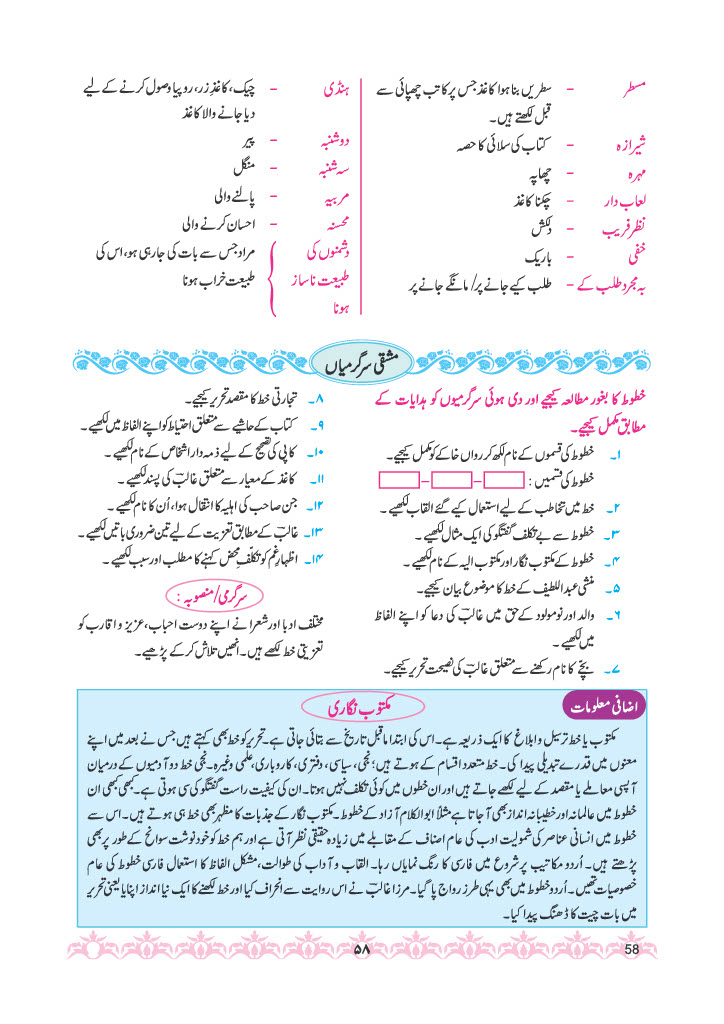 مسطر - سطریں بنا ہوا کاغذ جس پر کاتب چھپائی سے
قبل لکھتے ہیں۔
شیرازہ - کتاب کی سلائی کا حصہ
مہرہ - چھاپہ
لعاب دار - چکنا کاغذ
نظر فریب - دلکش
خفی - باریک
بہ مجرد طلب کے - طلب کیے جانے پر/ مانگے جانے پر
ہنڈی - چیک، کاغذِ زر، روپیا وصول کرنے کے لیے
دیا جانے والا کاغذ
دوشنبہ - پیر
سہ شنبہ - منگل
مربیہ - پالنے والی
محسنہ - احسان کرنے والی
دشمنوں کی
طبیعت ناساز
ہونا
مراد جس سے بات کی جارہی ہو، اس کی
طبیعت خراب ہونا
مشقی سرگرمیاں
خطوط کا بغور مطالعہ کیجیے اور دی ہوئی سرگرمیوں کو ہدایات کے
مطابق مکمل کیجیے۔
۱۔ خطوط کی قسموں کے نام لکھ کر رواں خاکے کو مکمل کیجیے۔
خطوط کی قسمیں : – –
۲۔ خط میں تخاطب کے لیے استعمال کیے گئے القاب لکھیے۔
۳۔ خطوط سے بے تکلف گفتگو کی ایک مثال لکھیے۔
۴۔ خطوط کے مکتوب نگار اور مکتوب الیہ کے نام لکھیے۔
۵۔ منشی عبداللطیف کے خط کا موضوع بیان کیجیے۔
۶۔ والد اور نومولود کے حق میں غالبؔ کی دعا کو اپنے الفاظ
میں لکھیے۔
۷۔ بچے کا نام رکھنے سے متعلق غالبؔ کی نصیحت تحریر کیجیے۔
۸۔ تجارتی خط کا مقصد تحریر کیجیے۔
۹۔ کتاب کے حاشیے سے متعلق احتیاط کو اپنے الفاظ میں لکھیے۔
۱۰۔ کاپی کی تصحیح کے لیے ذمہ دار اشخاص کے نام لکھیے۔
۱۱۔ کاغذ کے معیار سے متعلق غالبؔ کی پسند لکھیے۔
۱۲۔ جن صاحب کی اہلیہ کا انتقال ہوا، اُن کا نام لکھیے۔
۱۳۔ غالبؔ کے مطابق تعزیت کے لیے تین ضروری باتیں لکھیے۔
۱۴۔ اظہارِ غم کو تکلّفِ محض کہنے کا مطلب اور سبب لکھیے۔
سرگرمی/منصوبہ :
مختلف ادبا اور شعرا نے اپنے دوست احباب، عزیز و اقارب کو
تعزیتی خط لکھے ہیں۔ انھیں تلاش کر کے پڑھیے۔
اضافی معلومات
مکتوب نگاری
مکتوب یا خط ترسیل و ابلاغ کا ایک ذریعہ ہے۔ اس کی ابتدا ماقبل تاریخ سے بتائی جاتی ہے۔ تحریر کو خط بھی کہتے ہیں جس نے بعد میں اپنے
معنوں میں قدرے تبدیلی پیدا کی۔ خط متعدد اقسام کے ہوتے ہیں؛ نجی، سیاسی، دفتری، کاروباری، علمی وغیرہ۔ نجی خط دو آدمیوں کے درمیان
آپسی معاملے یا مقصد کے لیے لکھے جاتے ہیں اور ان خطوں میں کوئی تکلف نہیں ہوتا۔ ان کی کیفیت راست گفتگو کی سی ہوتی ہے۔ کبھی کبھی ان
خطوط میں عالمانہ اور خطیبانہ انداز بھی آ جاتا ہے مثلاً ابوالکلام آزاد کے خطوط۔ مکتوب نگار کے جذبات کا مظہر بھی خط ہی ہوتے ہیں۔ اس سے
خطوط میں انسانی عناصر کی شمولیت ادب کی عام اصناف کے مقابلے میں زیادہ حقیقی نظر آتی ہے اور ہم خط کو خودنوشت سوانح کے طور پر بھی
پڑھتے ہیں۔ اُردو مکاتیب پر شروع میں فارسی کا رنگ نمایاں رہا۔ القاب و آداب کی طوالت، مشکل الفاظ کا استعمال فارسی خطوط کی عام
خصوصیات تھیں۔ اُردو خطوط میں بھی یہی طرز رواج پا گیا۔ مرزا غالبؔ نے اس روایت سے انحراف کیا اور خط لکھنے کا ایک نیا انداز اپنایا یعنی تحریر
میں بات چیت کا ڈھنگ پیدا کیا۔
۵۸
58